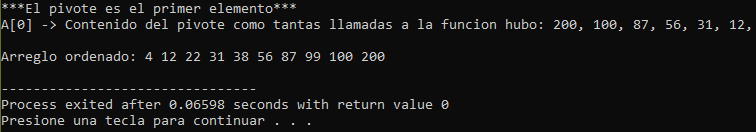 ***El pivote es el primer elemento***
A[0] -> Contenido del pivote como tantas llamadas a la funcion hubo: 200, 100, 87, 56, 31, 12,
Arreglo ordenado: 4 12 22 31 38 56 87 99 100 200
--------------------------------
Process exited after 0.06598 seconds with return value 0
Presione una tecla para continuar . . .